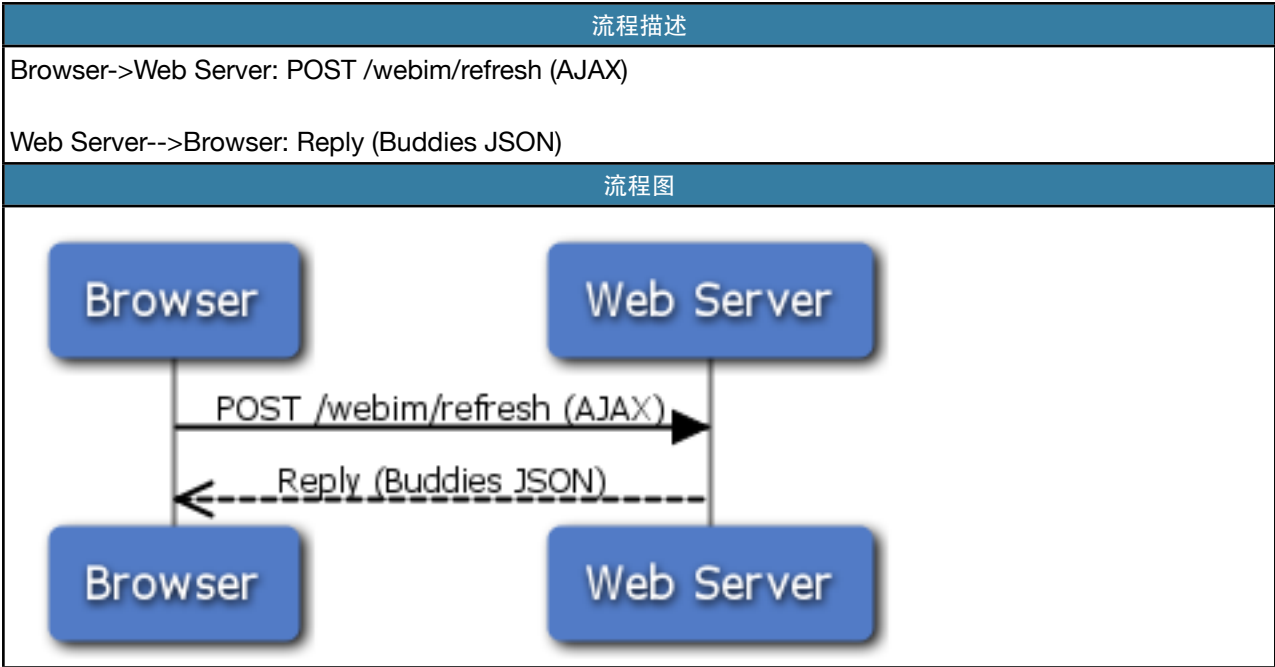 流程描述
Browser->Web Server: POST /webim/refresh (AJAX)
Web Server-->Browser: Reply (Buddies JSON)
流程图
Browser
Web Server
POST /webim/refresh (AJAX)
Reply (Buddies JSON)
Browser
Web Server